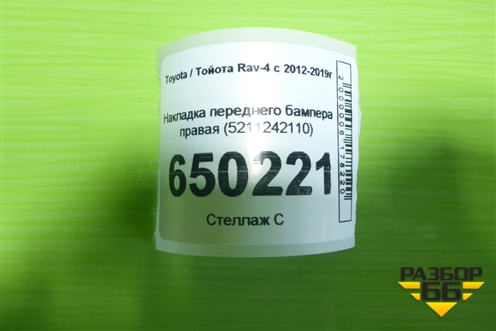 Toyota / Тойота Rav-4 с 2012-2019г
Накладка переднего бампера
правая (5211242110)
650221
Стеллаж С
РАЗБОР
66